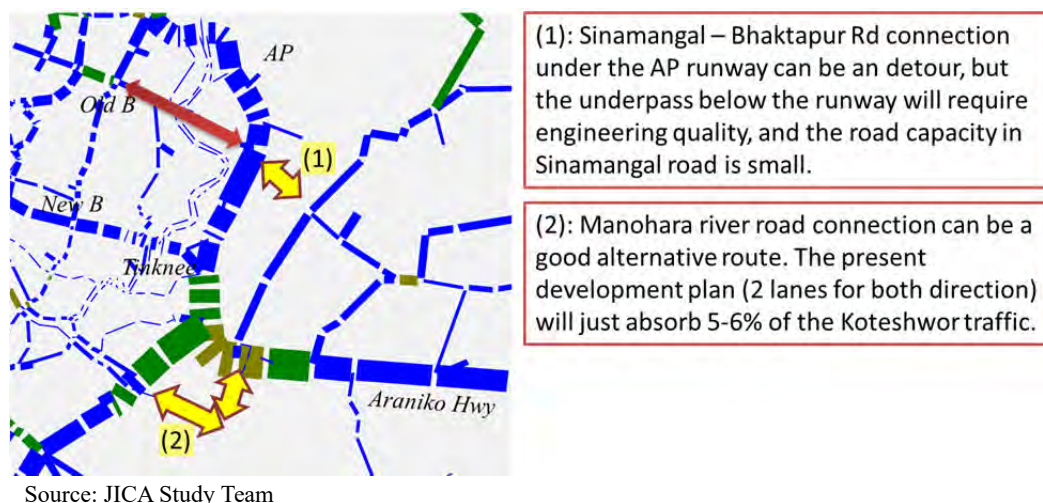 AP
Old B
(1)
New B
Tinknee
Araniko Hwy
(2)
(1): Sinamangal – Bhaktapur Rd connection
under the AP runway can be an detour, but
the underpass below the runway will require
engineering quality, and the road capacity in
Sinamangal road is small.
(2): Manohara river road connection can be a
good alternative route. The present
development plan (2 lanes for both direction)
will just absorb 5-6% of the Koteshwor traffic.
Source: JICA Study Team